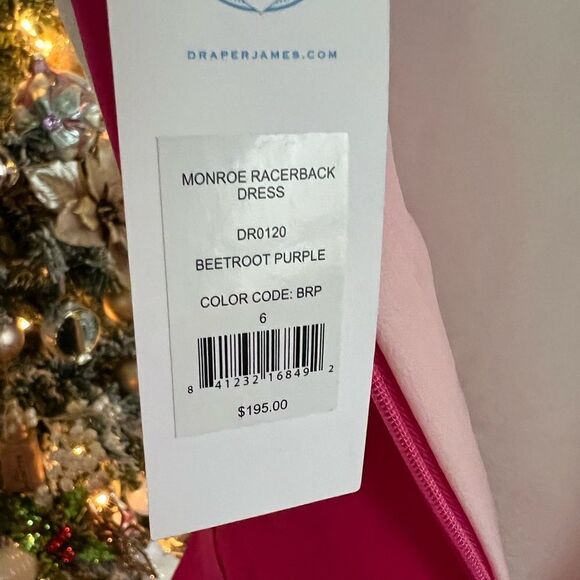 DRAPERJAMES.COM
MONROE RACERBACK
DRESS
DR0120
BEETROOT PURPLE
COLOR CODE: BRP
6
8 41232 16849 2
$195.00